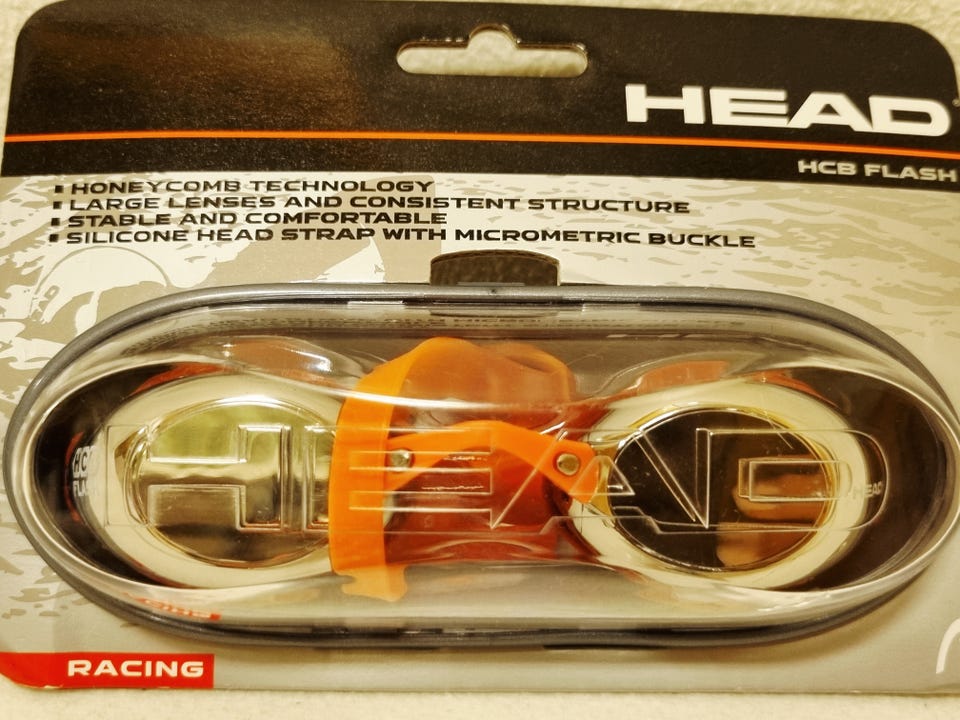 HEAD
HCB FLASH
HONEYCOMB TECHNOLOGY
LARGE LENSES AND CONSISTENT STRUCTURE
STABLE AND COMFORTABLE
SILICONE HEAD STRAP WITH MICROMETRIC BUCKLE
HEAD
HEAD
RACING